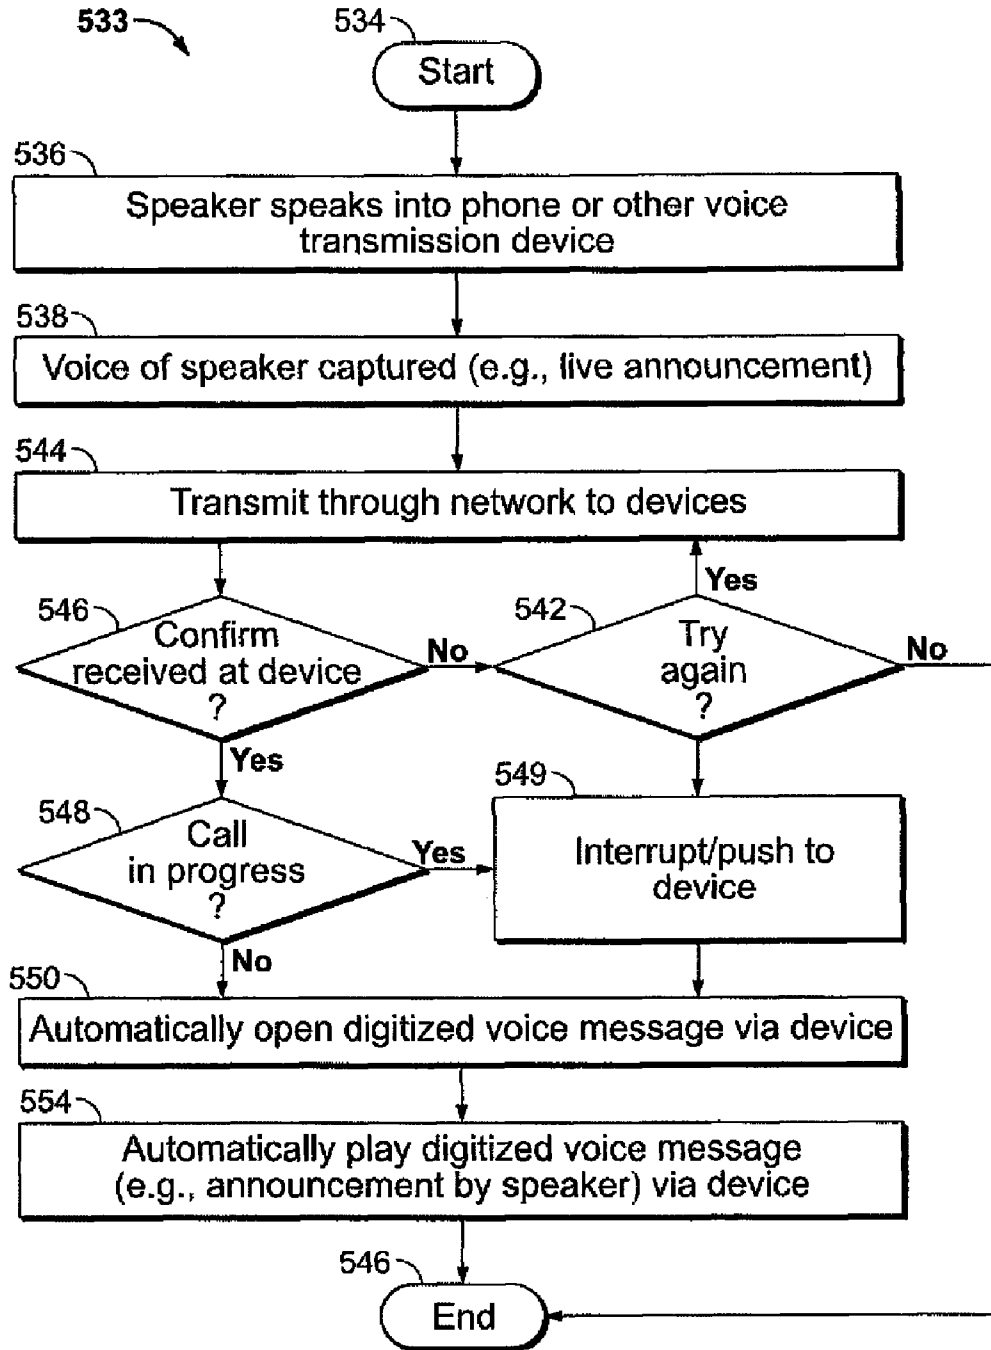 533
534
Start
536
Speaker speaks into phone or other voice
transmission device
538
Voice of speaker captured (e.g., live announcement)
544
Transmit through network to devices
546
Confirm
received at device
?
No
542
Yes
Try
again
?
No
Yes
548
Call
in progress
?
Yes
549
Interrupt/push to
device
No
550
Automatically open digitized voice message via device
554
Automatically play digitized voice message
(e.g., announcement by speaker) via device
546
End